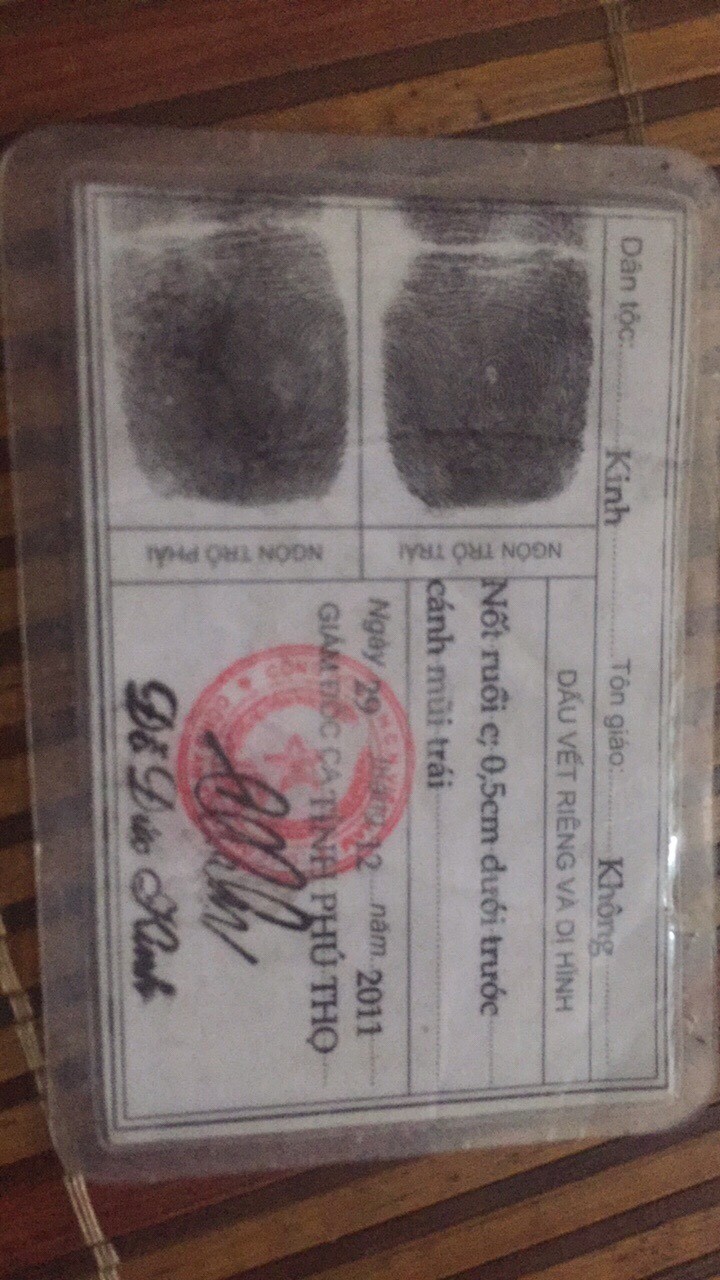 Dân tộc: Kinh Tôn giáo: Không
NGÓN TRỎ TRÁI
NGÓN TRỎ PHẢI
DẤU VẾT RIÊNG VÀ DỊ HÌNH
Nốt ruồi c; 0,5cm dưới trước
cánh mũi trái
Ngày 29 tháng 12 năm 2011
GIÁM ĐỐC CA TỈNH PHÚ THỌ
Đỗ Đức Kinh